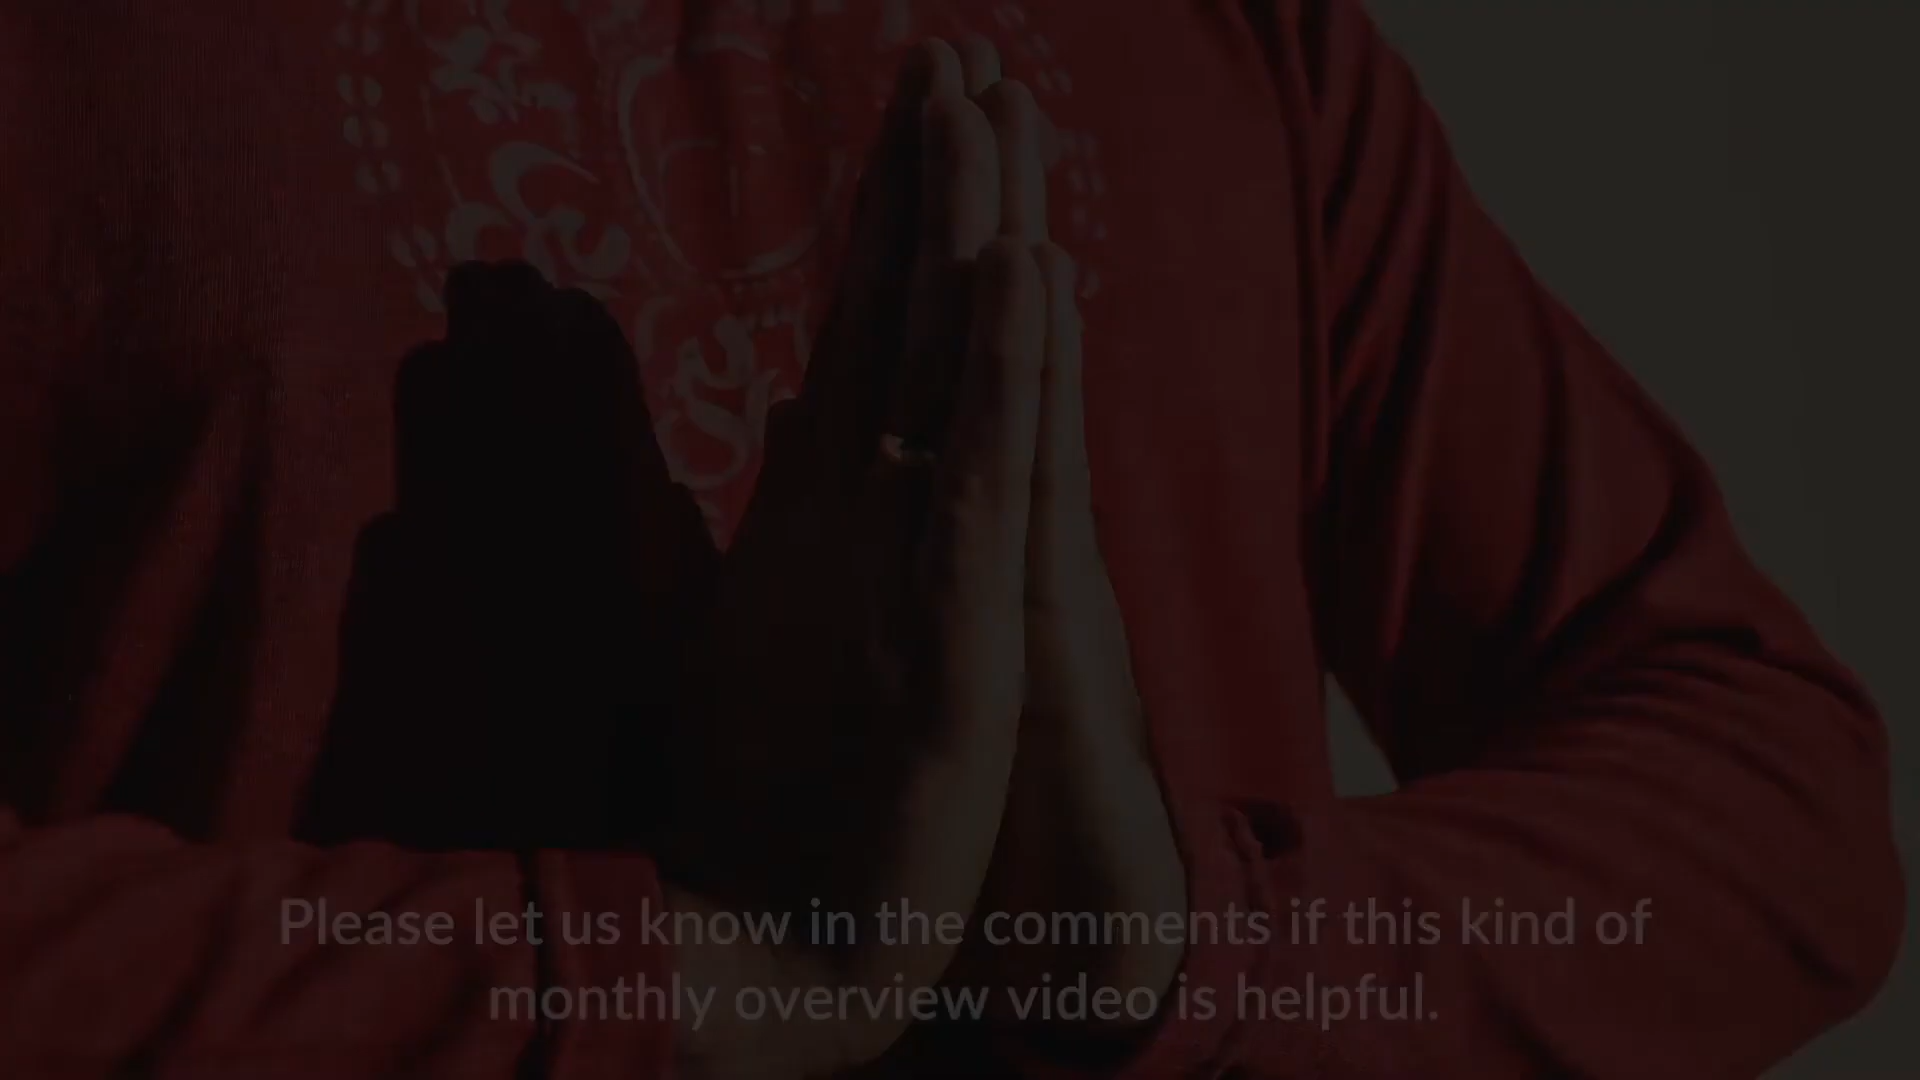 Please let us know in the comments if this kind of
monthly overview video is helpful.